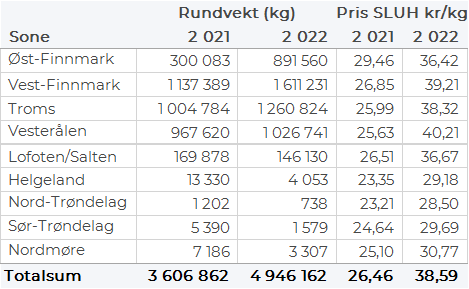 Rundvekt (kg) Pris SLUH kr/kg
Sone 2 021 2 022 2 021 2 022
Øst-Finnmark 300 083 891 560 29,46 36,42
Vest-Finnmark 1 137 389 1 611 231 26,85 39,21
Troms 1 004 784 1 260 824 25,99 38,32
Vesterålen 967 620 1 026 741 25,63 40,21
Lofoten/Salten 169 878 146 130 26,51 36,67
Helgeland 13 330 4 053 23,35 29,18
Nord-Trøndelag 1 202 738 23,21 28,50
Sør-Trøndelag 5 390 1 579 24,64 29,69
Nordmøre 7 186 3 307 25,10 30,77
Totalsum 3 606 862 4 946 162 26,46 38,59